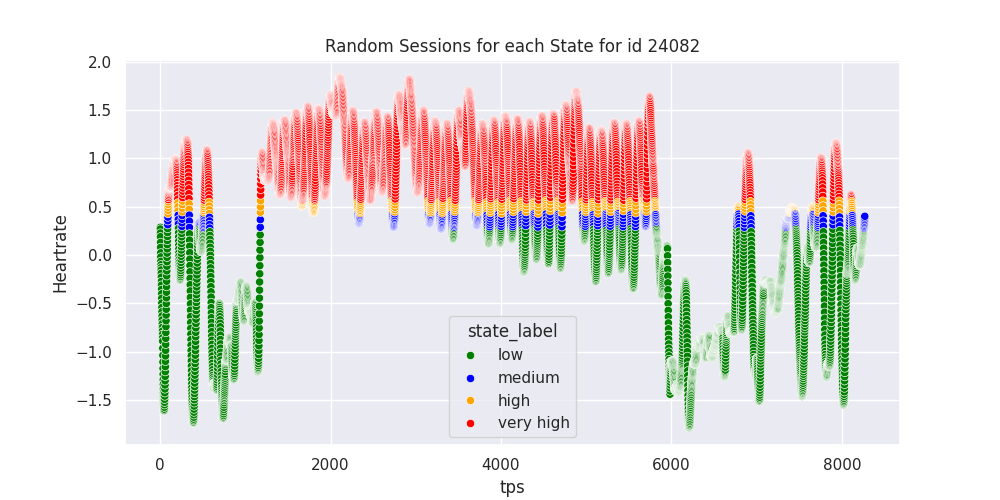 Random Sessions for each State for id 24082
Heartrate
2.0
1.5
1.0
0.5
0.0
−0.5
−1.0
−1.5
state_label
low
medium
high
very high
0
2000
4000
6000
8000
tps